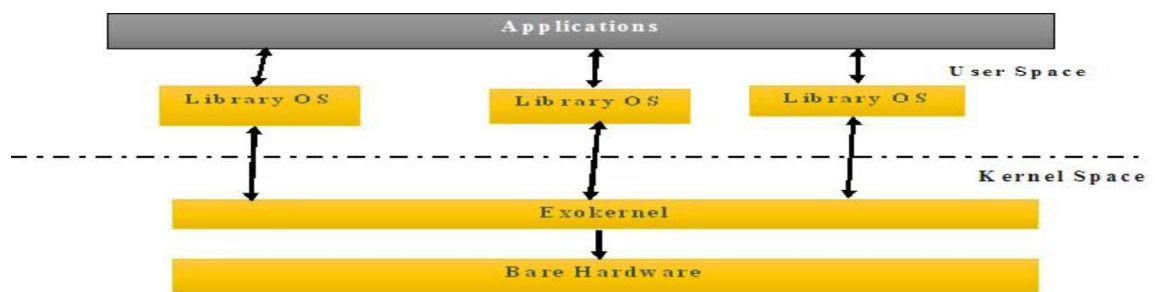 Applications
User Space
Library OS
Library OS
Library OS
Kernel Space
Exokernel
Bare Hardware